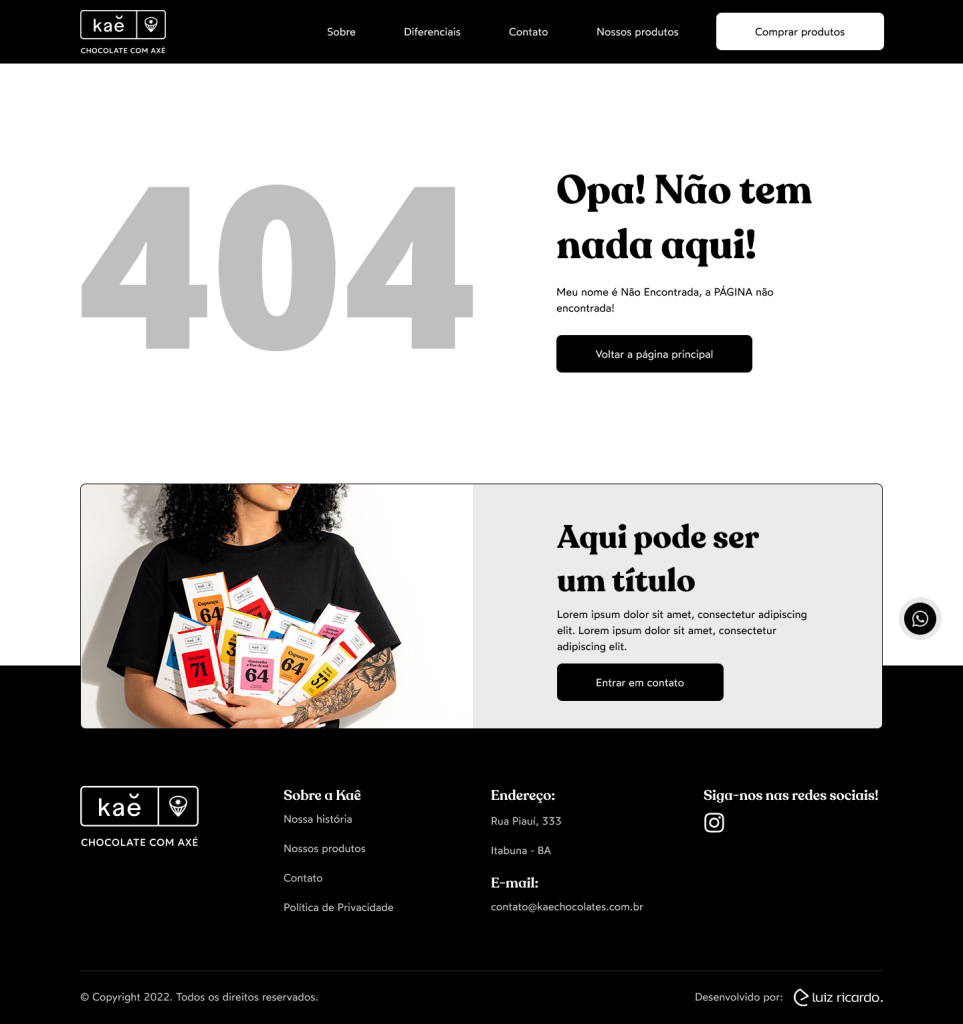 kaě
CHOCOLATE COM AXÉ
Sobre
Diferenciais
Contato
Nossos produtos
Comprar produtos
404
Opa! Não tem
nada aqui!
Meu nome é Não Encontrada, a PÁGINA não
encontrada!
Voltar a página principal
64
71
64
64
37
Aqui pode ser
um título
Lorem ipsum dolor sit amet, consectetur adipiscing
elit. Lorem ipsum dolor sit amet, consectetur
adipiscing elit.
Entrar em contato
kaě
CHOCOLATE COM AXÉ
Sobre a Kaê
Nossa história
Nossos produtos
Contato
Política de Privacidade
Endereço:
Rua Piauí, 333
Itabuna - BA
E-mail:
contato@kaechocolates.com.br
Siga-nos nas redes sociais!
© Copyright 2022. Todos os direitos reservados.
Desenvolvido por:
luiz ricardo.